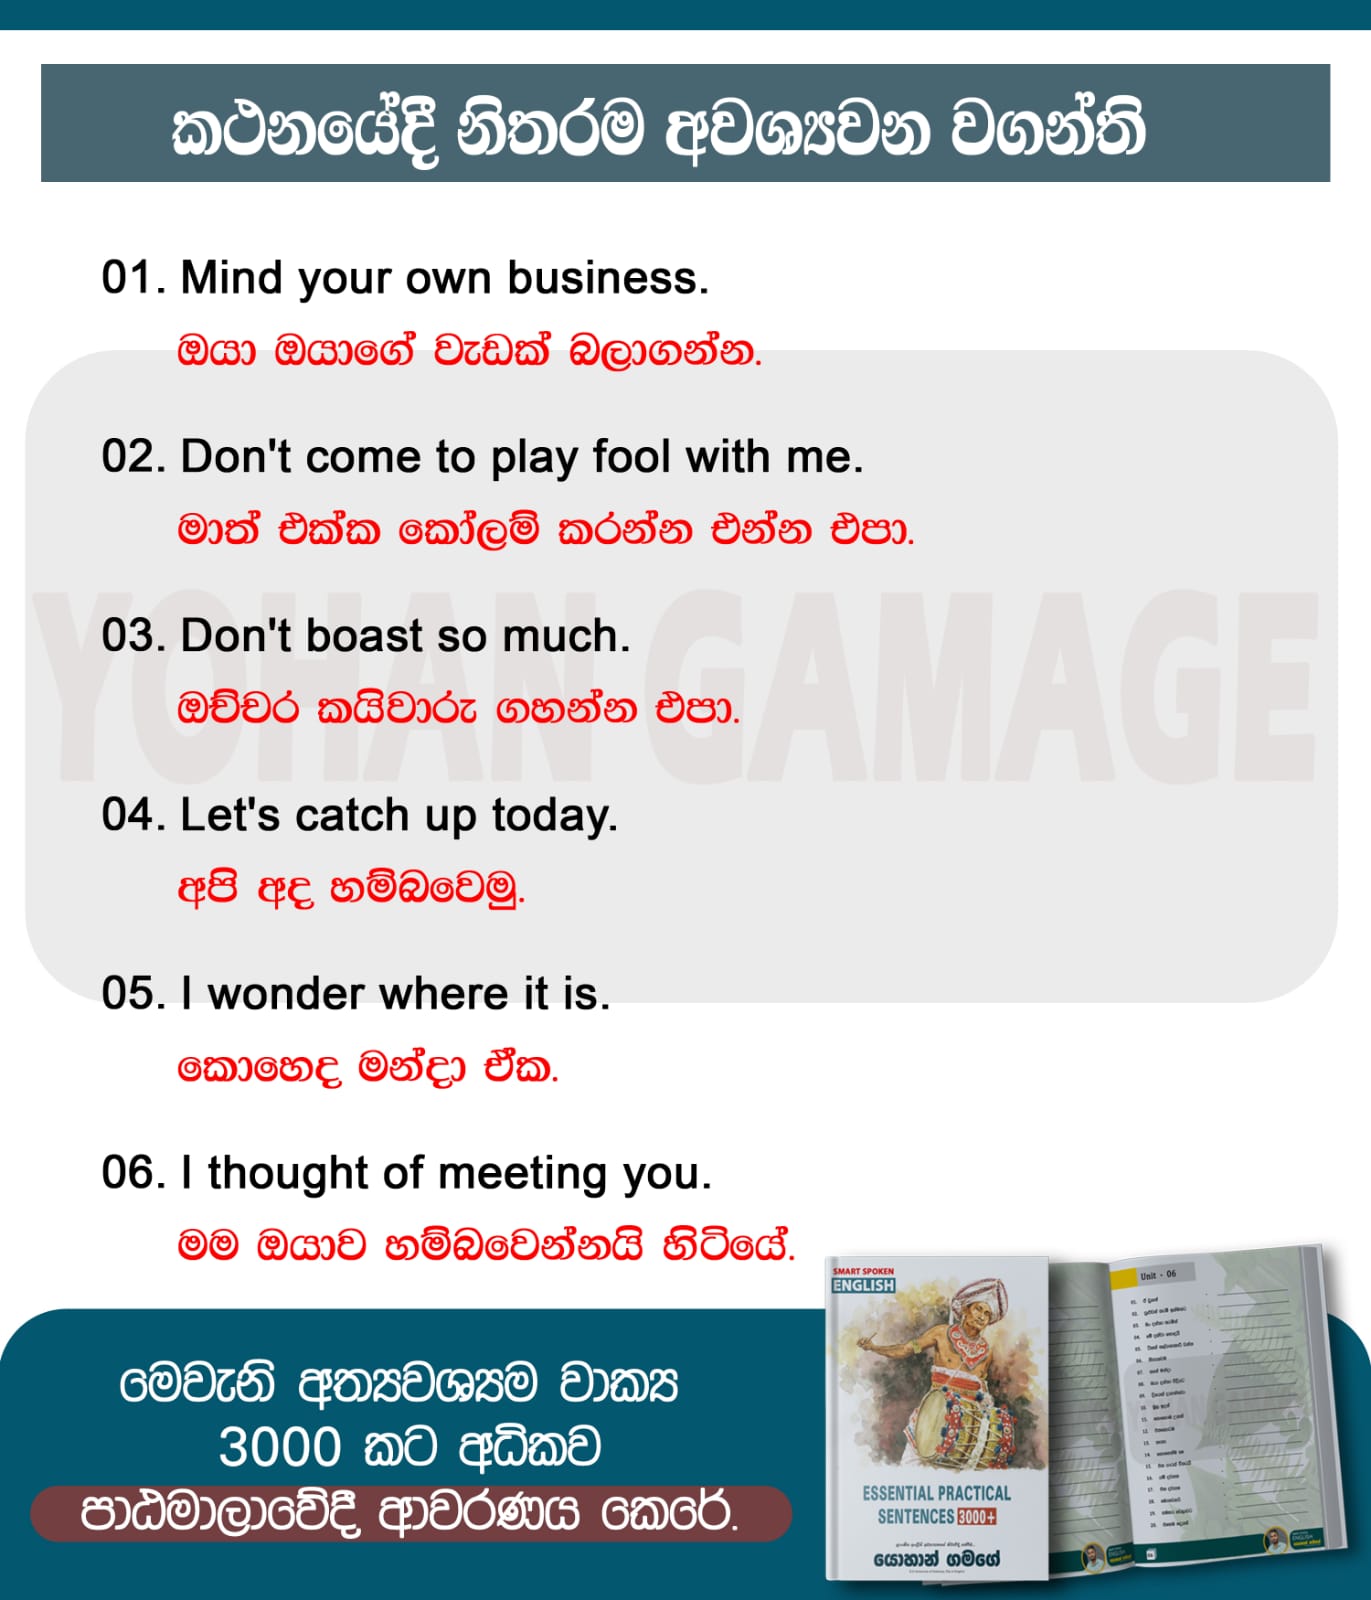 කථනයේදී නිතරම අවශ්‍යවන වගන්ති
01. Mind your own business.
ඔයා ඔයාගේ වැඩක් බලාගන්න.
02. Don't come to play fool with me.
මාත් එක්ක කෝලම් කරන්න එන්න එපා.
YOHAN GAMAGE
03. Don't boast so much.
ඔච්චර කයිවාරු ගහන්න එපා.
04. Let's catch up today.
අපි අද හම්බවෙමු.
05. I wonder where it is.
කොහෙද මන්දා ඒක.
06. I thought of meeting you.
මම ඔයාව හම්බවෙන්නයි හිටියේ.
මෙවැනි අත්‍යවශ්‍යම වාක්‍ය
3000 කට අධිකව
පාඨමාලාවේදී ආවරණය කෙරේ.
SMART SPOKEN
ENGLISH
ESSENTIAL PRACTICAL
SENTENCES 3000+
යොහාන් ගමගේ
Unit - 06